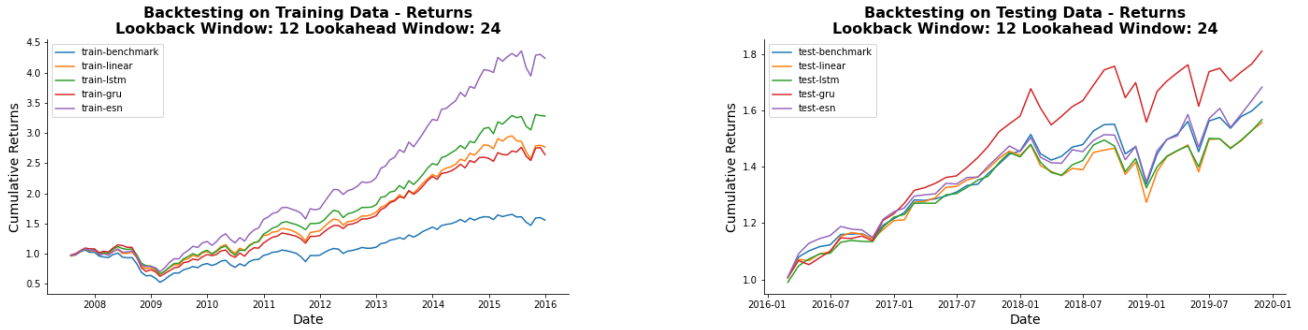 Backtesting on Training Data - Returns
Lookback Window: 12 Lookahead Window: 24
4.5
4.0
3.5
3.0
2.5
2.0
1.5
1.0
0.5
Cumulative Returns
train-benchmark
train-linear
train-lstm
train-gru
train-esn
2008
2009
2010
2011
2012
2013
2014
2015
2016
Date
Backtesting on Testing Data - Returns
Lookback Window: 12 Lookahead Window: 24
1.8
1.6
1.4
1.2
1.0
Cumulative Returns
test-benchmark
test-linear
test-lstm
test-gru
test-esn
2016-01
2016-07
2017-01
2017-07
2018-01
2018-07
2019-01
2019-07
2020-01
Date